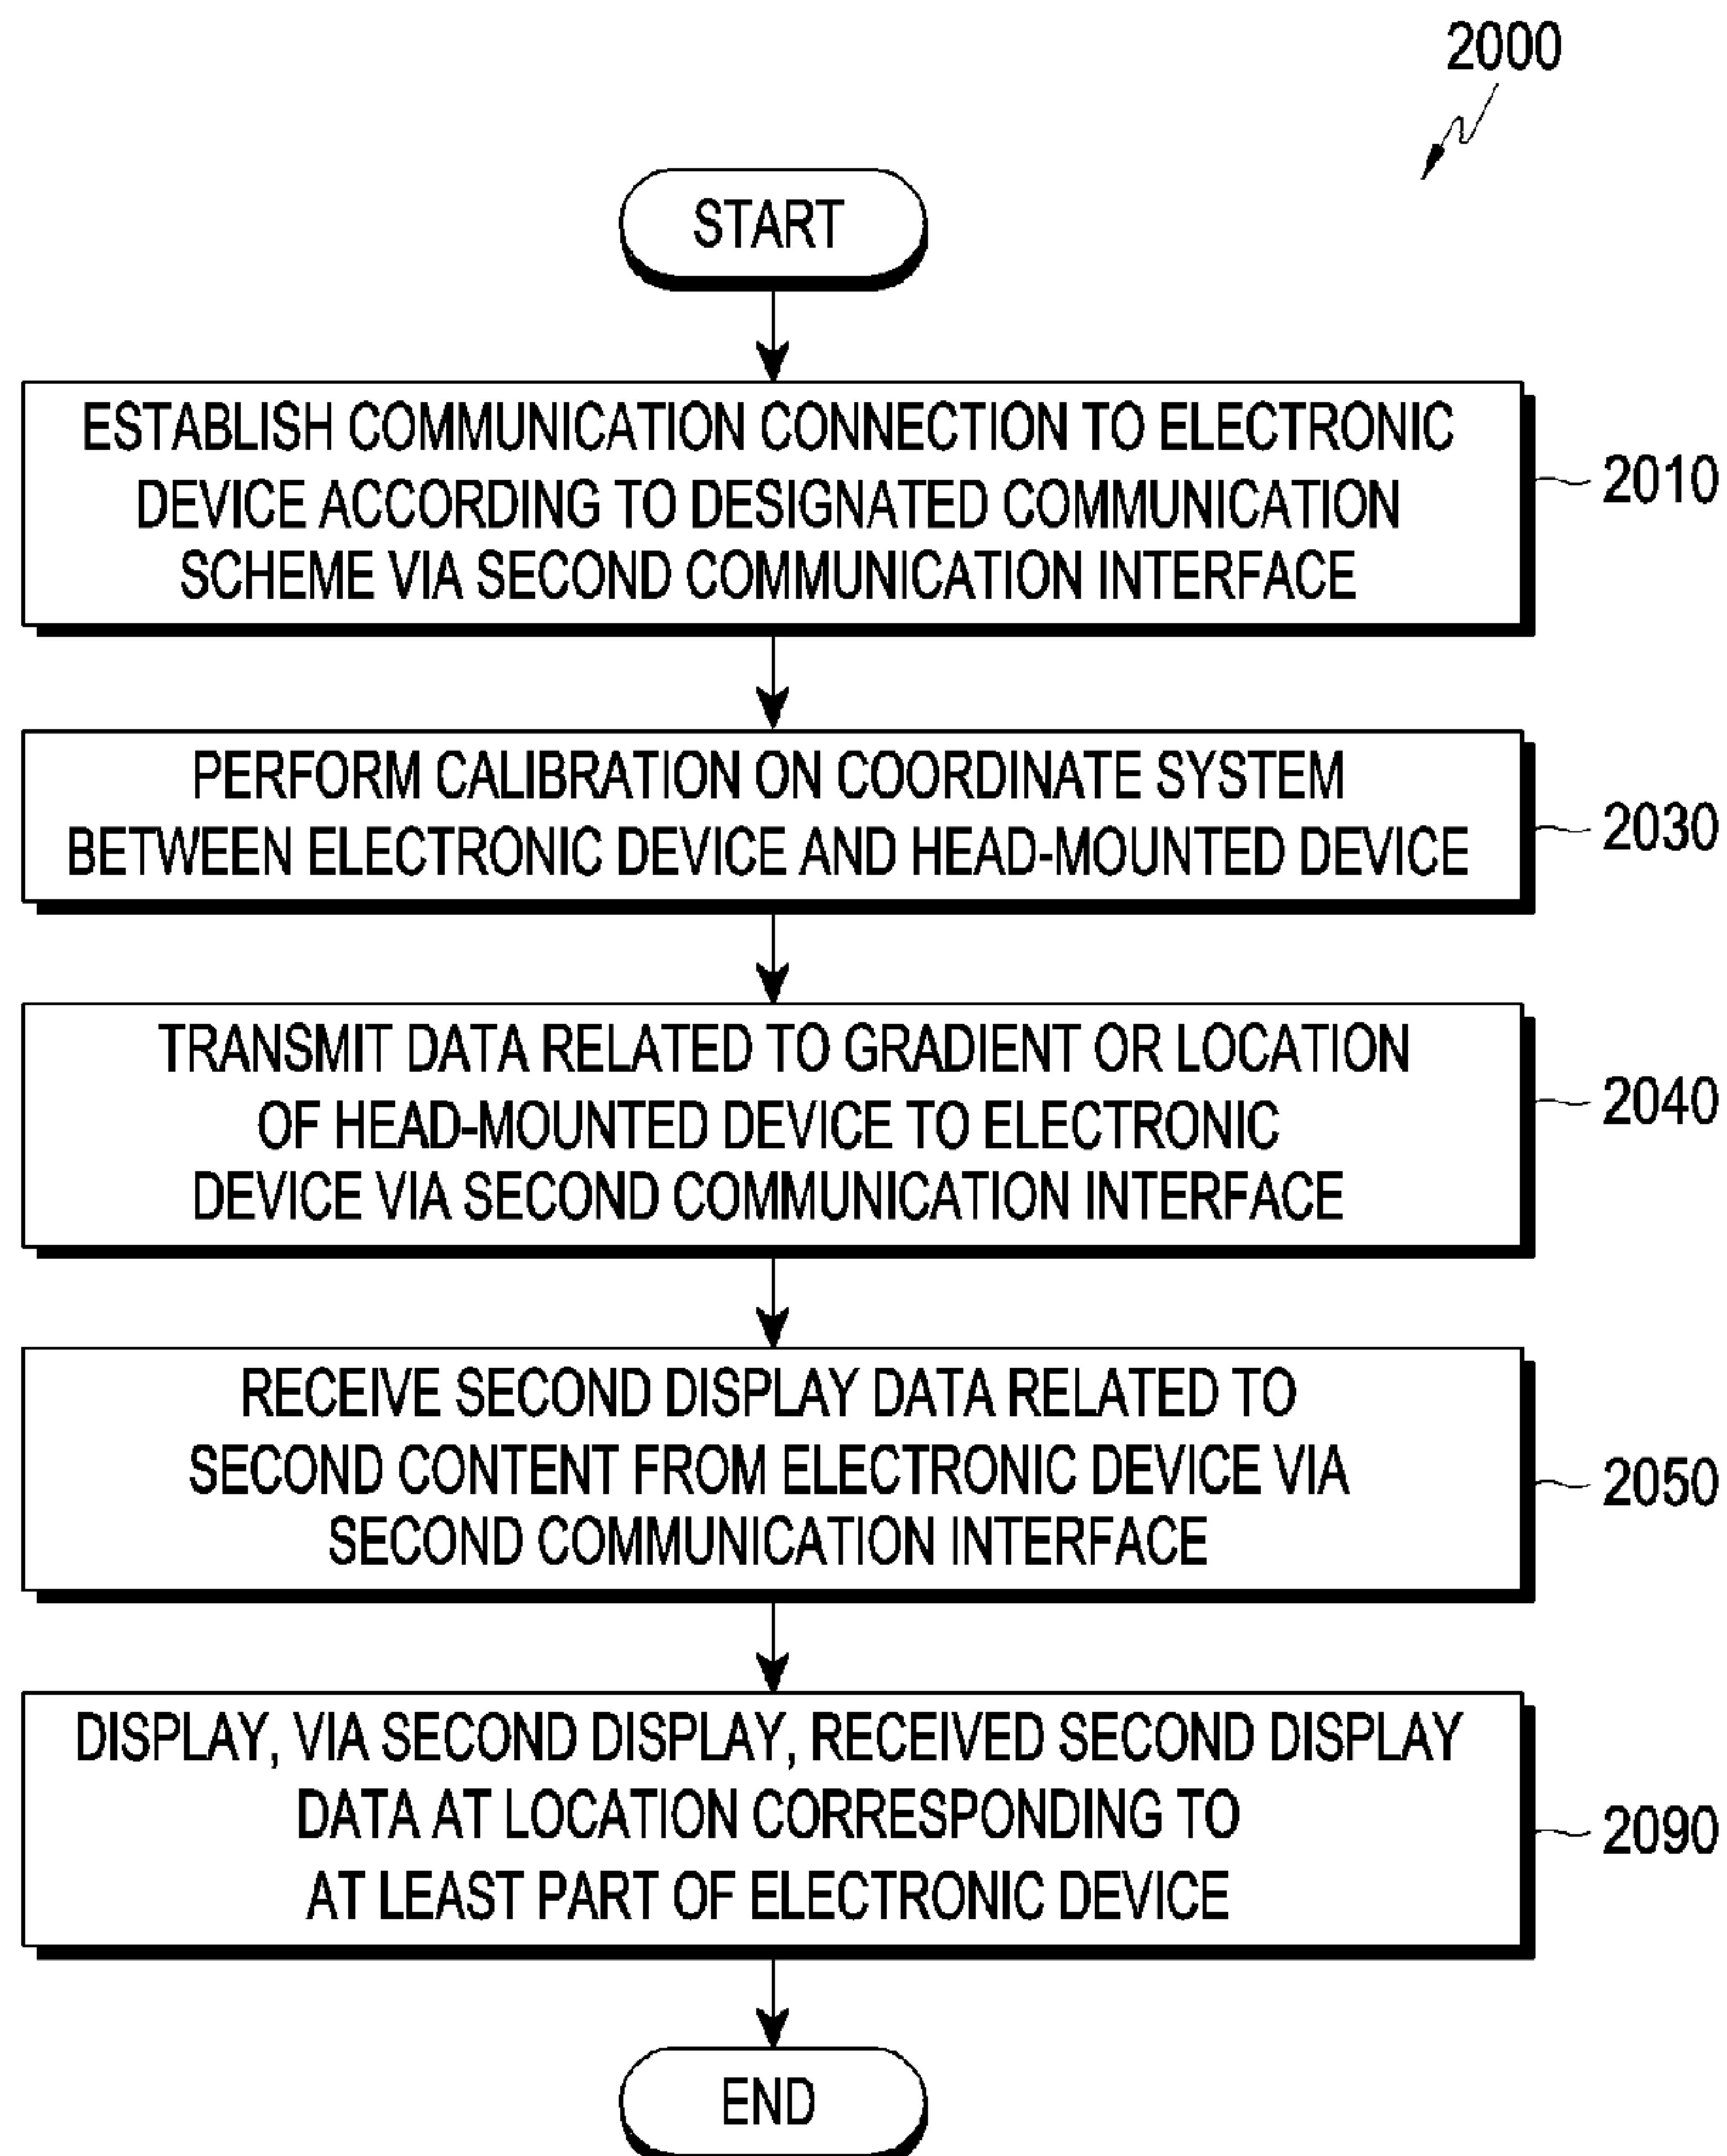 2000
START
ESTABLISH COMMUNICATION CONNECTION TO ELECTRONIC
DEVICE ACCORDING TO DESIGNATED COMMUNICATION
SCHEME VIA SECOND COMMUNICATION INTERFACE
2010
PERFORM CALIBRATION ON COORDINATE SYSTEM
BETWEEN ELECTRONIC DEVICE AND HEAD-MOUNTED DEVICE
2030
TRANSMIT DATA RELATED TO GRADIENT OR LOCATION
OF HEAD-MOUNTED DEVICE TO ELECTRONIC
DEVICE VIA SECOND COMMUNICATION INTERFACE
2040
RECEIVE SECOND DISPLAY DATA RELATED TO
SECOND CONTENT FROM ELECTRONIC DEVICE VIA
SECOND COMMUNICATION INTERFACE
2050
DISPLAY, VIA SECOND DISPLAY, RECEIVED SECOND DISPLAY
DATA AT LOCATION CORRESPONDING TO
AT LEAST PART OF ELECTRONIC DEVICE
2090
END